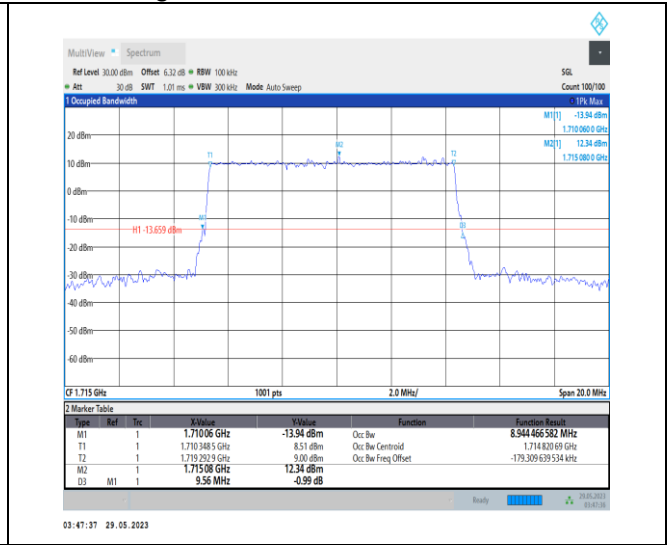 MultiView Spectrum
Ref Level 30.00 dBm Offset 6.32 dB RBW 100 kHz SGL
Att 30 dB SWT 1.01 ms VBW 300 kHz Mode Auto Sweep Count 100/100
1 Occupied Bandwidth 1Pk Max
M1[1] -13.94 dBm
1.710 060 0 GHz
20 dBm
M2[1] 12.34 dBm
1.715 080 0 GHz
M2
T1 T2
10 dBm
0 dBm
-10 dBm
M1
H1 -13.659 dBm
D3
-20 dBm
-30 dBm
-40 dBm
-50 dBm
-60 dBm
CF 1.715 GHz 1001 pts 2.0 MHz/ Span 20.0 MHz
2 Marker Table
Type Ref Trc X-Value Y-Value Function Function Result
M1 1 1.71006 GHz -13.94 dBm Occ Bw 8.944 466 582 MHz
T1 1 1.710 348 5 GHz 8.51 dBm Occ Bw Centroid 1.714 820 69 GHz
T2 1 1.719 292 9 GHz 9.00 dBm Occ Bw Freq Offset -179.309 639 534 kHz
M2 1 1.71508 GHz 12.34 dBm
D3 M1 1 9.56 MHz -0.99 dB
Ready 29.05.2023
03:47:38
03:47:37 29.05.2023